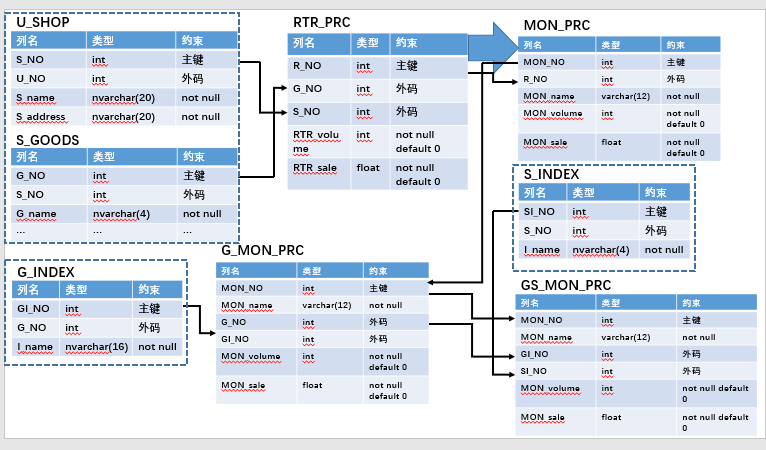 U_SHOP
列名 类型 约束
S_NO int 主键
U_NO int 外码
S_name nvarchar(20) not null
S_address nvarchar(20) not null
S_GOODS
列名 类型 约束
G_NO int 主键
S_NO int 外码
G_name nvarchar(4) not null
... ... ...
G_INDEX
列名 类型 约束
GI_NO int 主键
G_NO int 外码
I_name nvarchar(16) not null
RTR_PRC
列名 类型 约束
R_NO int 主键
G_NO int 外码
S_NO int 外码
RTR_volu int not null
me default 0
RTR_sale float not null
default 0
G_MON_PRC
列名 类型 约束
MON_NO int 主键
MON_name varchar(12) not null
G_NO int 外码
GI_NO int 外码
MON_volume int not null
default 0
MON_sale float not null
default 0
MON_PRC
列名 类型 约束
MON_NO int 主键
R_NO int 外码
MON_name varchar(12) not null
MON_volume int not null
default 0
MON_sale float not null
default 0
S_INDEX
列名 类型 约束
SI_NO int 主键
S_NO int 外码
I_name nvarchar(4) not null
GS_MON_PRC
列名 类型 约束
MON_NO int 主键
MON_name varchar(12) not null
GI_NO int 外码
SI_NO int 外码
MON_volume int not null default
0
MON_sale float not null default
0